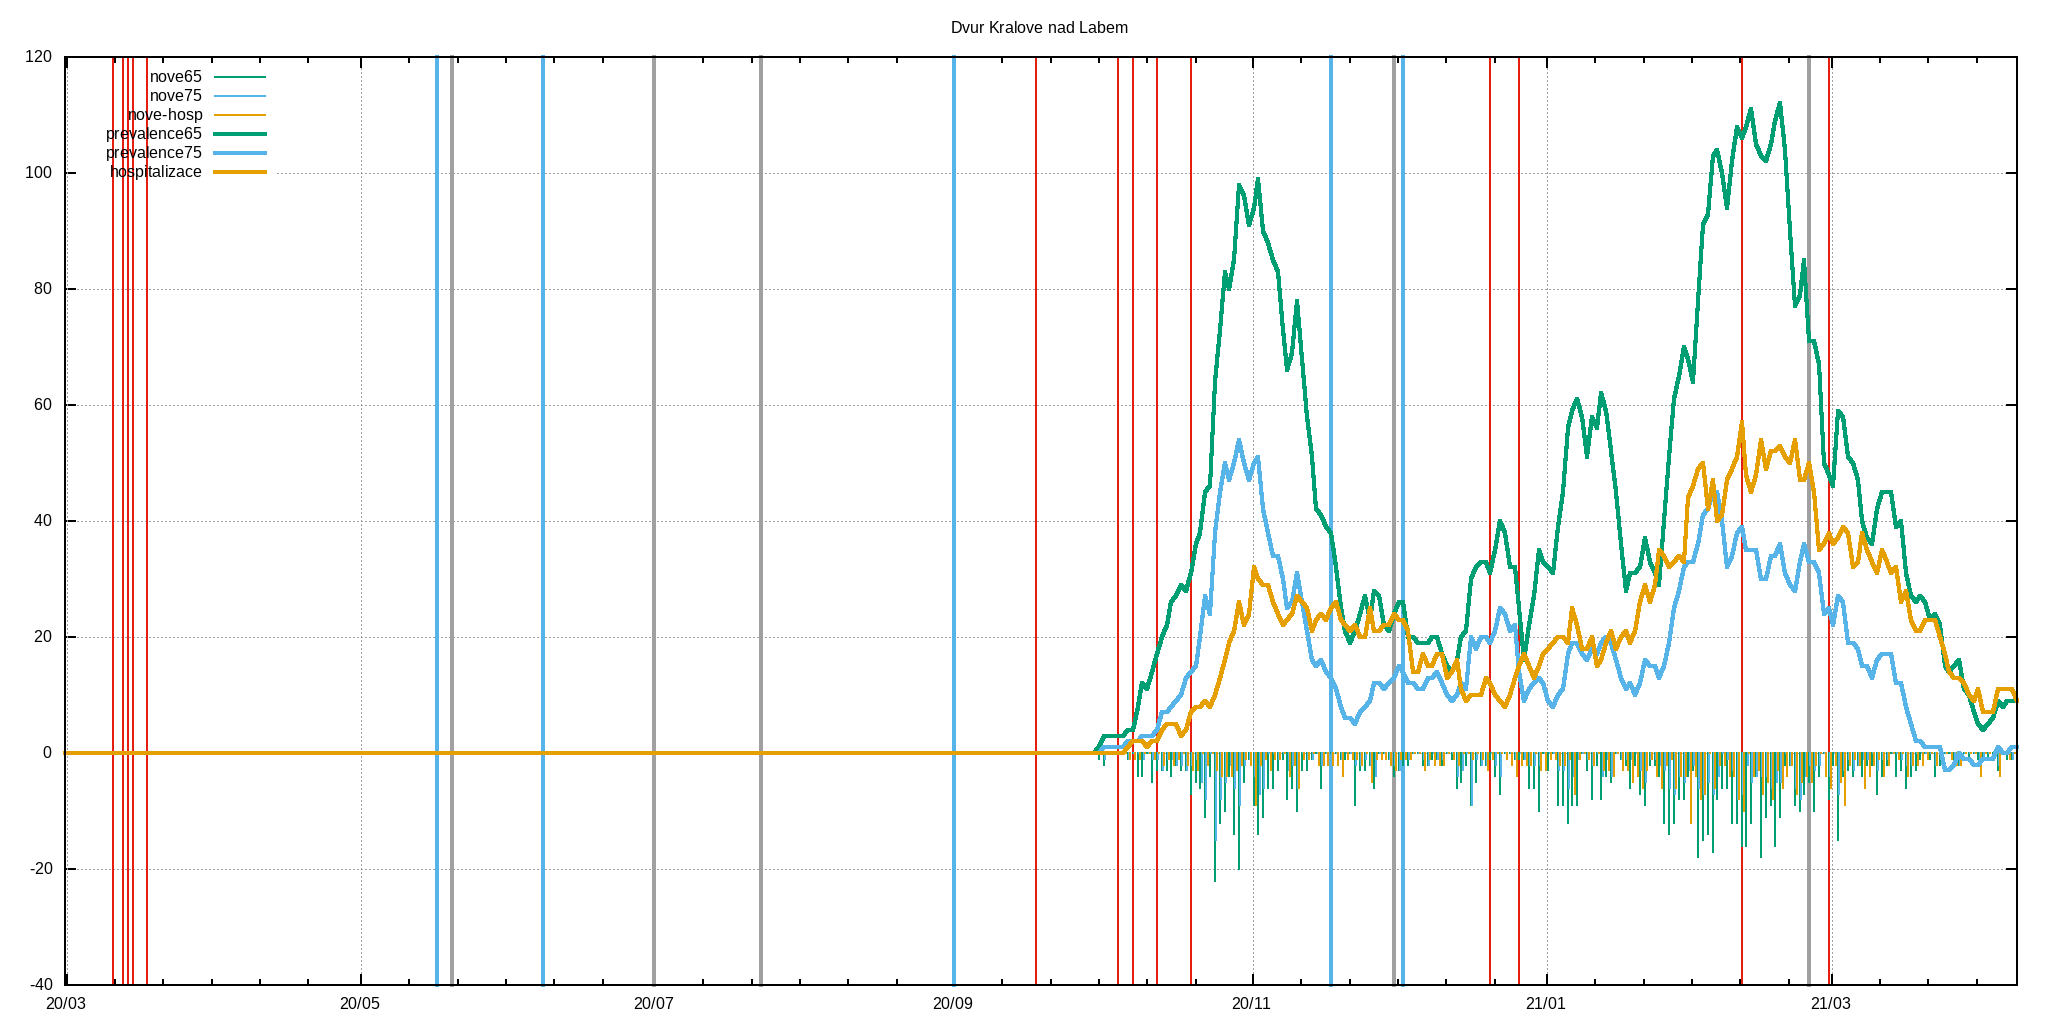 Dvur Kralove nad Labem
120
100
80
60
40
20
0
-20
-40
nove65
nove75
nove-hosp
prevalence65
prevalence75
hospitalizace
20/03 20/05 20/07 20/09 20/11 21/01 21/03